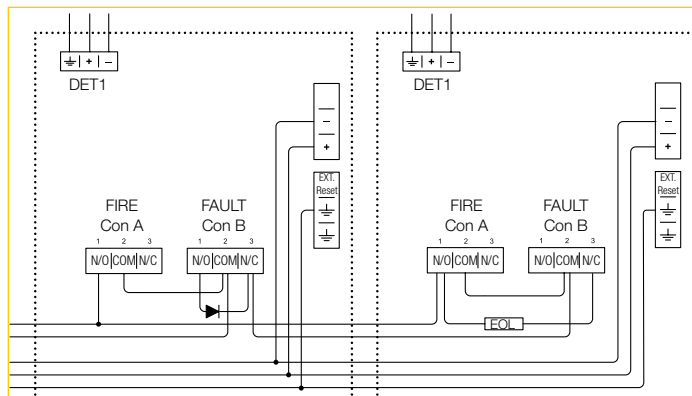 ⏚ + −
DET1
−
+
EXT.
Reset
FIRE
Con A
1 2 3
N/O COM N/C
FAULT
Con B
1 2 3
N/O COM N/C
⏚ + −
DET1
−
+
EXT.
Reset
FIRE
Con A
1 2 3
N/O COM N/C
FAULT
Con B
1 2 3
N/O COM N/C
EOL